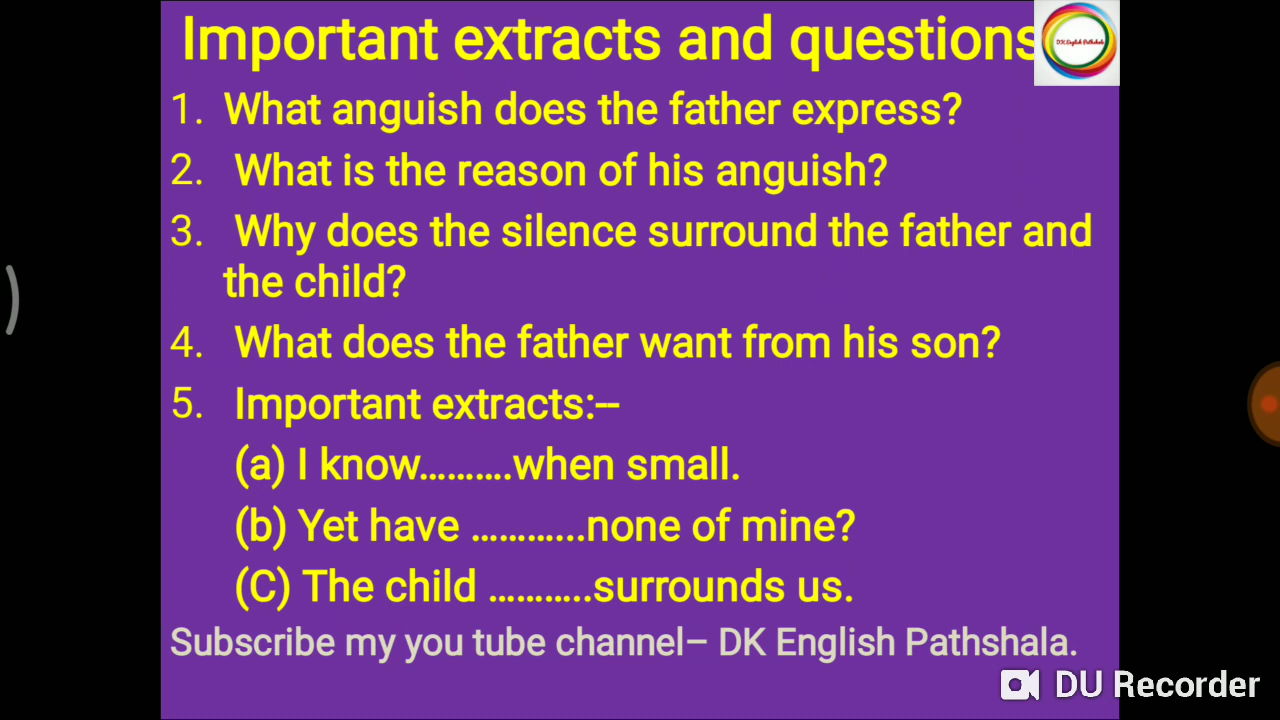 Important extracts and questions
DK English Pathshala
1. What anguish does the father express?
2. What is the reason of his anguish?
3. Why does the silence surround the father and
the child?
4. What does the father want from his son?
5. Important extracts:--
(a) I know..........when small.
(b) Yet have ............none of mine?
(C) The child ...........surrounds us.
Subscribe my you tube channel– DK English Pathshala.
DU Recorder